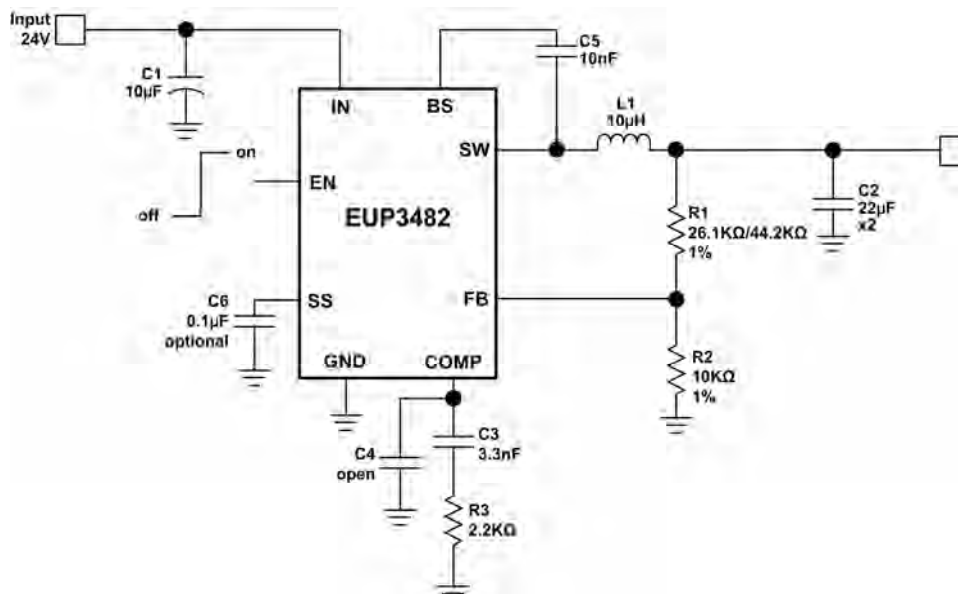 Input
24V
C1
10µF
IN
BS
C5
10nF
L1
10µH
SW
on
EN
off
EUP3482
C2
22µF
x2
R1
26.1KΩ/44.2KΩ
1%
C6
0.1µF
optional
SS
FB
GND
COMP
R2
10KΩ
1%
C4
open
C3
3.3nF
R3
2.2KΩ